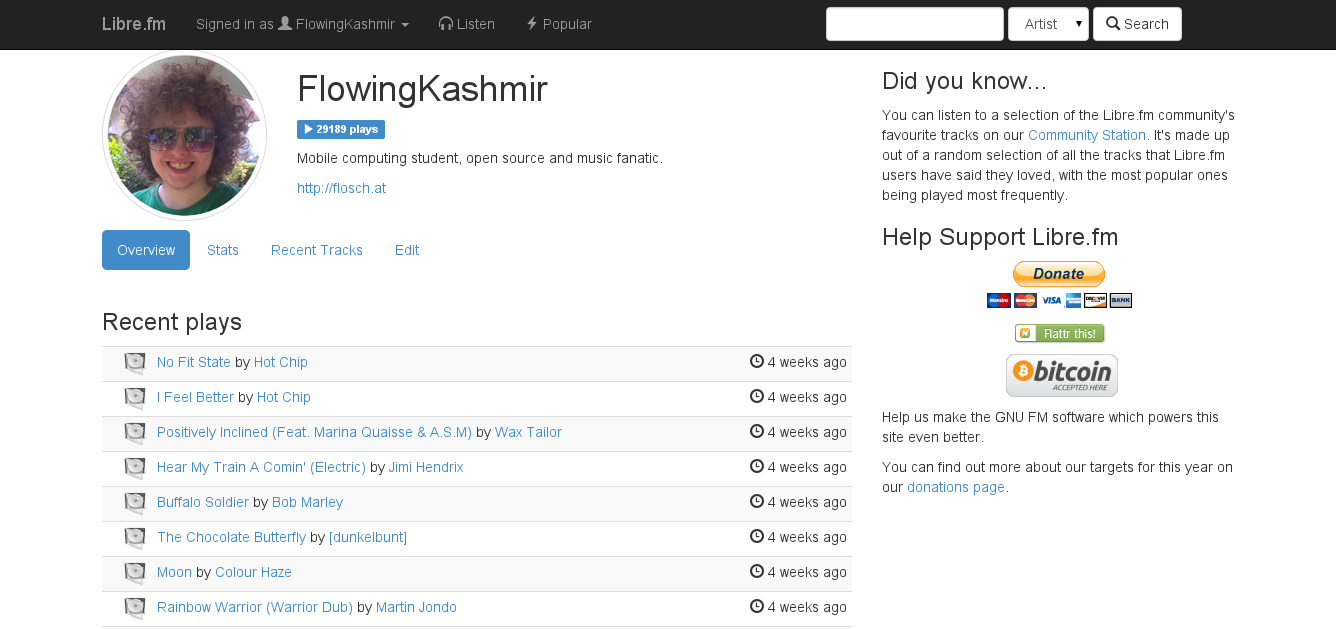 Libre.fm Signed in as FlowingKashmir Listen Popular Artist Search
FlowingKashmir
29189 plays
Mobile computing student, open source and music fanatic.
http://flosch.at
Overview Stats Recent Tracks Edit
Recent plays
No Fit State by Hot Chip 4 weeks ago
I Feel Better by Hot Chip 4 weeks ago
Positively Inclined (Feat. Marina Quaisse & A.S.M) by Wax Tailor 4 weeks ago
Hear My Train A Comin' (Electric) by Jimi Hendrix 4 weeks ago
Buffalo Soldier by Bob Marley 4 weeks ago
The Chocolate Butterfly by [dunkelbunt] 4 weeks ago
Moon by Colour Haze 4 weeks ago
Rainbow Warrior (Warrior Dub) by Martin Jondo 4 weeks ago
Did you know...
You can listen to a selection of the Libre.fm community's
favourite tracks on our Community Station. It's made up
out of a random selection of all the tracks that Libre.fm
users have said they loved, with the most popular ones
being played most frequently.
Help Support Libre.fm
Donate
Maestro MasterCard VISA DISCOVER BANK
Flattr this!
bitcoin
ACCEPTED HERE
Help us make the GNU FM software which powers this
site even better.
You can find out more about our targets for this year on
our donations page.